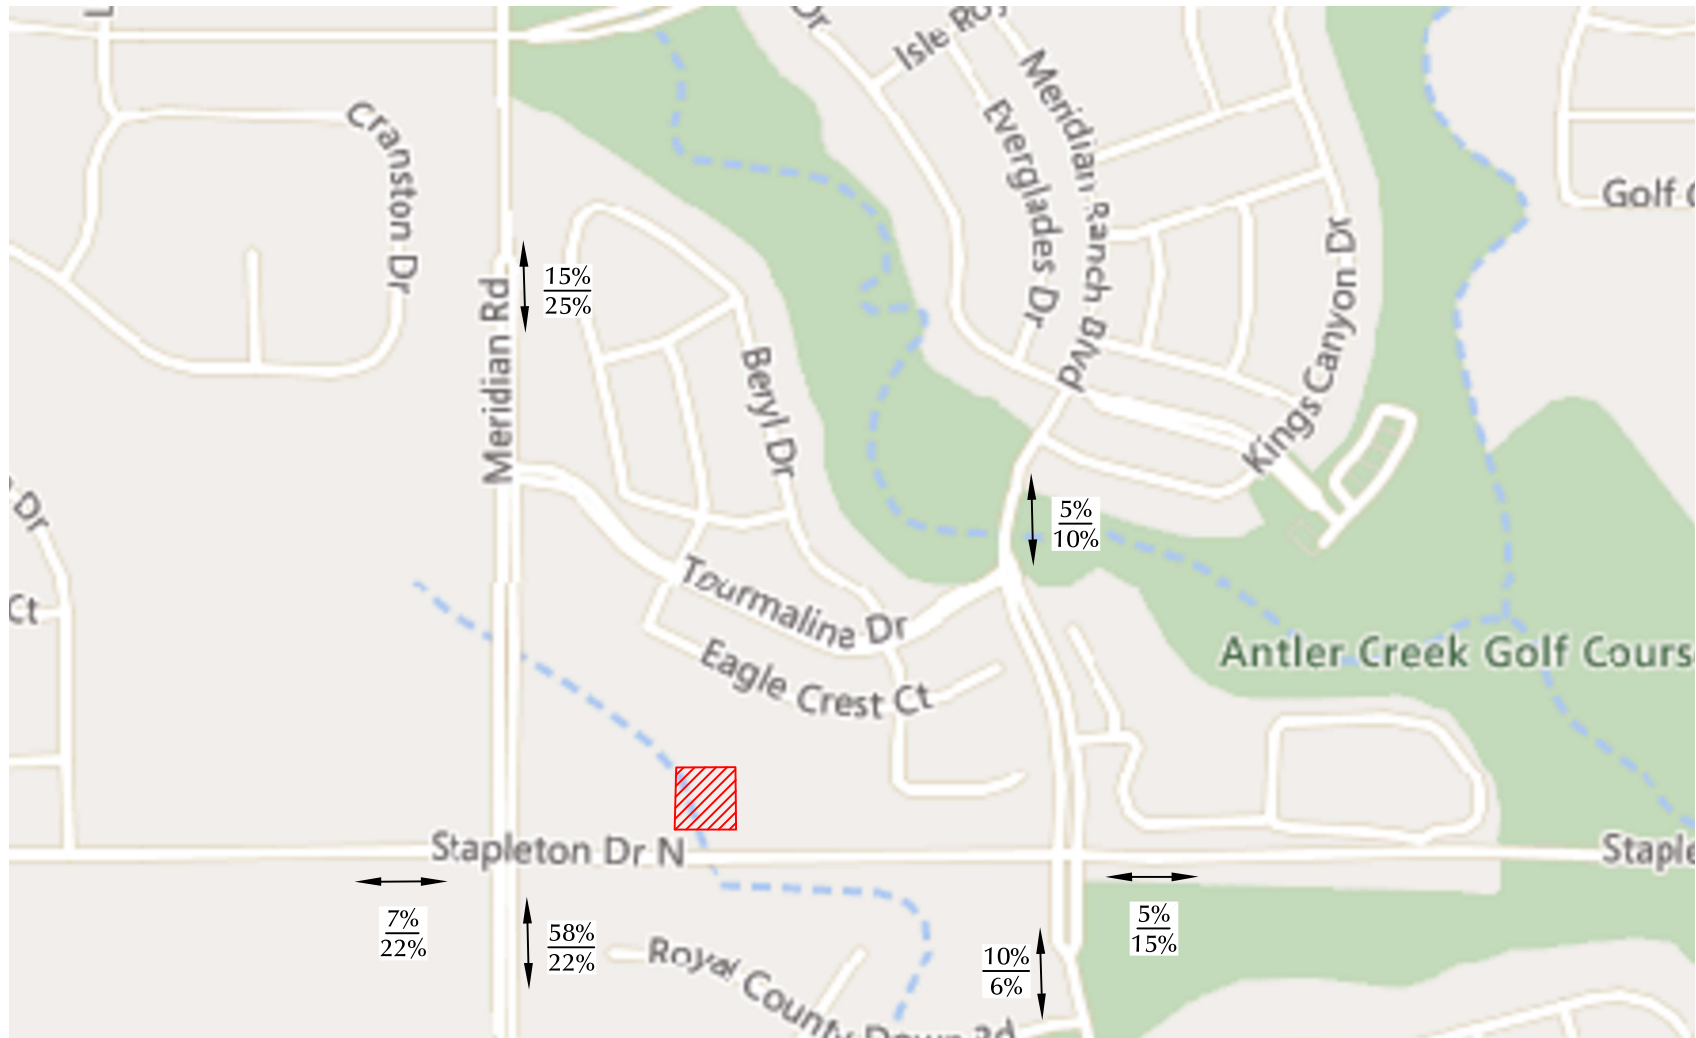 Dr
Isle Roy
Meridian Ranch Blvd
Everglades Dr
Cranston Dr
Golf C
Kings Canyon Dr
15%
25%
Meridian Rd
Beryl Dr
Dr
5%
10%
Ct
Tourmaline Dr
Eagle Crest Ct
Antler Creek Golf Cours
Stapleton Dr N
Staple
7%
22%
58%
22%
5%
15%
10%
6%
Royal County Down Rd